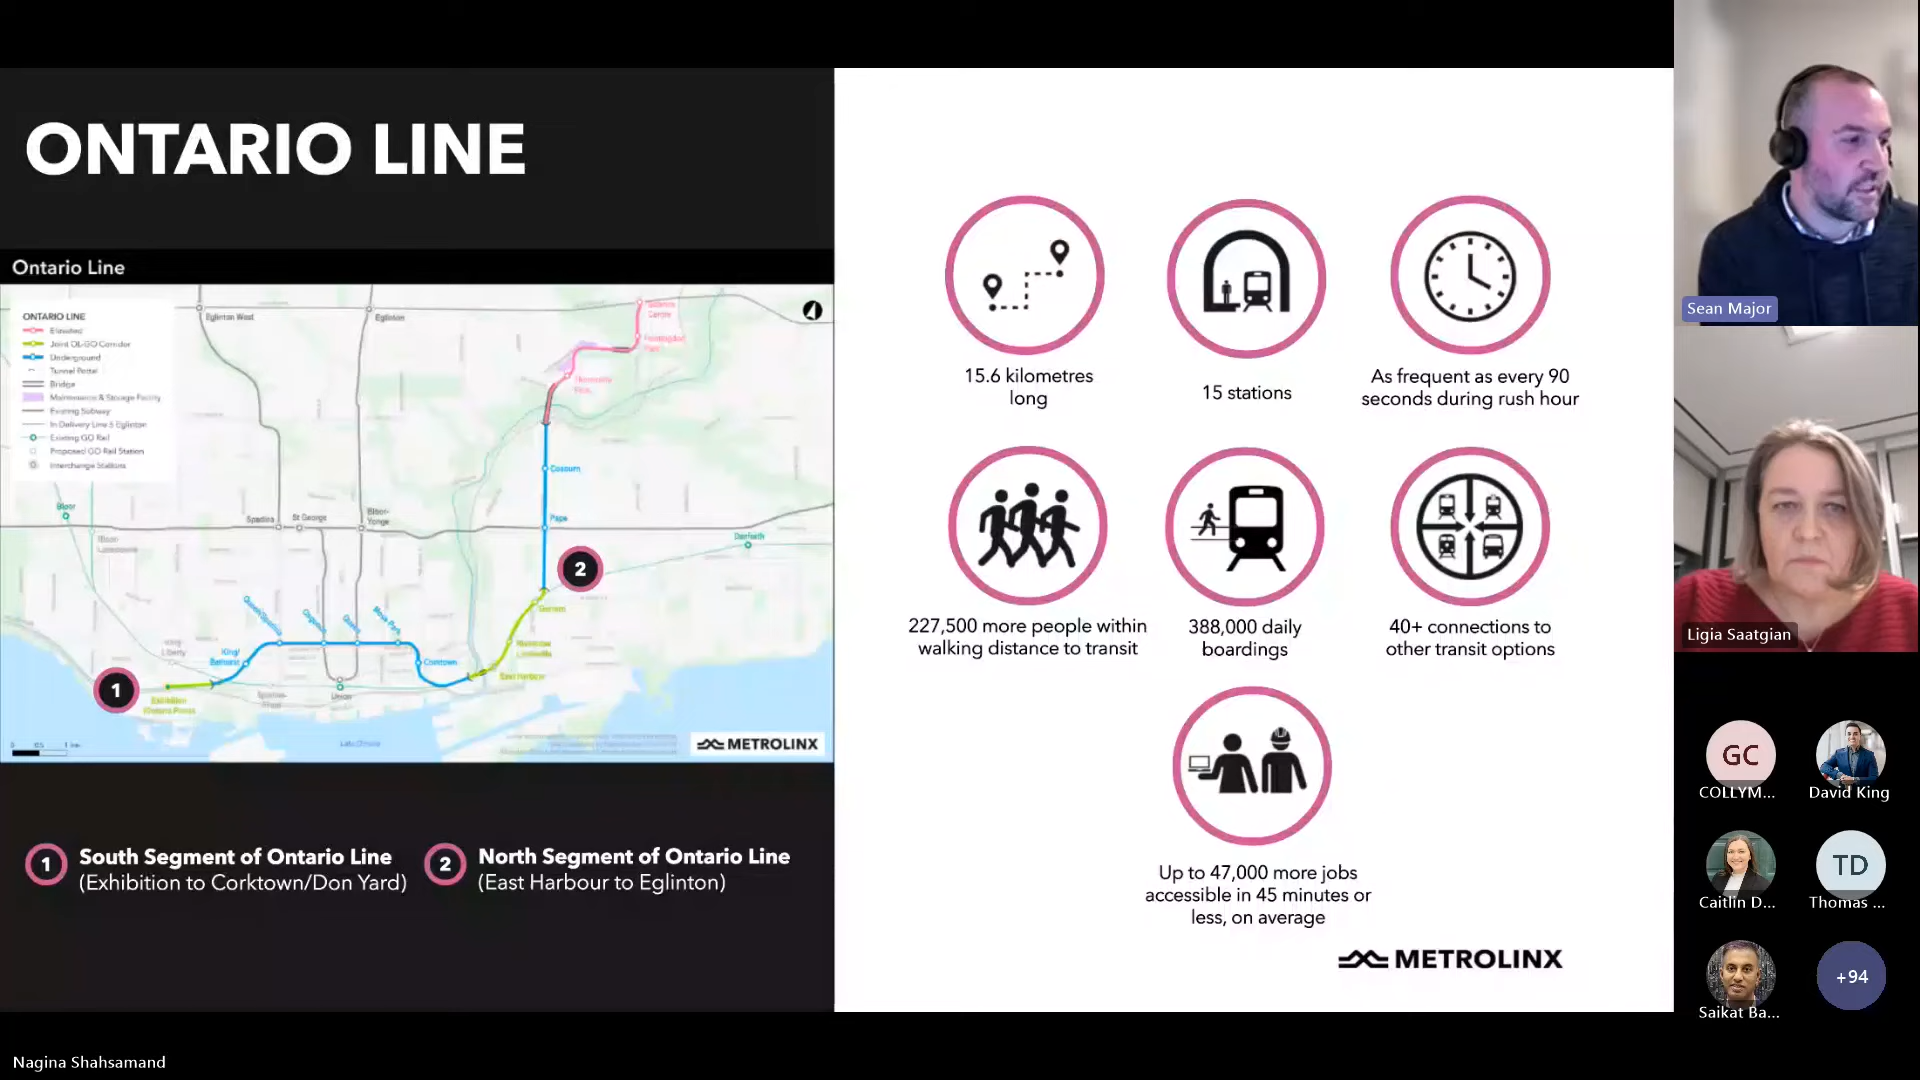 ONTARIO LINE
Ontario Line
ONTARIO LINE
Elevated
Joint OL-GO Corridor
Underground
Tunnel Portal
Bridge
Maintenance & Storage Facility
Existing Subway
In Delivery Line 5 Eglinton
Existing GO Rail
Proposed GO Rail Station
Interchange Stations
Eglinton West
Eglinton
Cosburn
Pape
Bloor
Spadina
St George
Bloor-
Yonge
Danforth
2
Gerrard
King/
Bathurst
Corktown
East Harbour
1
Exhibition
Union
METROLINX
1
South Segment of Ontario Line
(Exhibition to Corktown/Don Yard)
2
North Segment of Ontario Line
(East Harbour to Eglinton)
15.6 kilometres
long
15 stations
As frequent as every 90
seconds during rush hour
227,500 more people within
walking distance to transit
388,000 daily
boardings
40+ connections to
other transit options
Up to 47,000 more jobs
accessible in 45 minutes or
less, on average
METROLINX
Sean Major
Ligia Saatgian
GC
COLLYM...
David King
Caitlin D...
TD
Thomas ...
Saikat Ba...
+94
Nagina Shahsamand